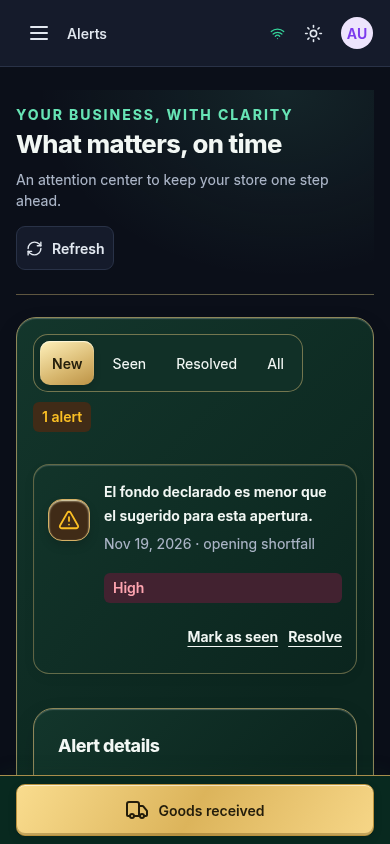 Alerts
AU
YOUR BUSINESS, WITH CLARITY
What matters, on time
An attention center to keep your store one step
ahead.
Refresh
New
Seen
Resolved
All
1 alert
El fondo declarado es menor que
el sugerido para esta apertura.
Nov 19, 2026 · opening shortfall
High
Mark as seen
Resolve
Alert details
Goods received